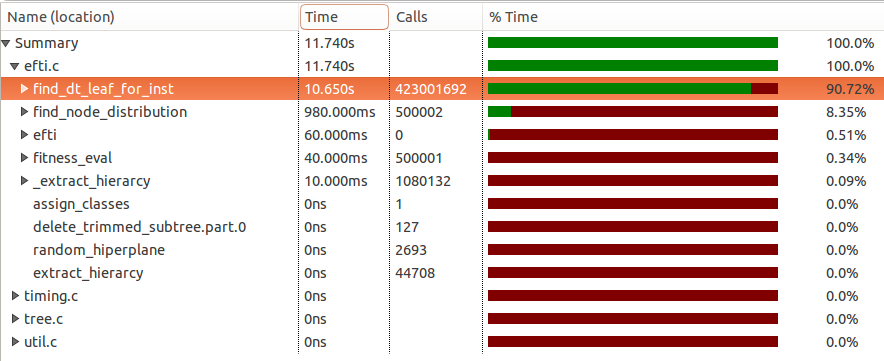 Name (location) Time Calls % Time
Summary 11.740s 100.0%
efti.c 11.740s 100.0%
find_dt_leaf_for_inst 10.650s 423001692 90.72%
find_node_distribution 980.000ms 500002 8.35%
efti 60.000ms 0 0.51%
fitness_eval 40.000ms 500001 0.34%
_extract_hierarcy 10.000ms 1080132 0.09%
assign_classes 0ns 1 0.0%
delete_trimmed_subtree.part.0 0ns 127 0.0%
random_hiperplane 0ns 2693 0.0%
extract_hierarcy 0ns 44708 0.0%
timing.c 0ns 0.0%
tree.c 0ns 0.0%
util.c 0ns 0.0%